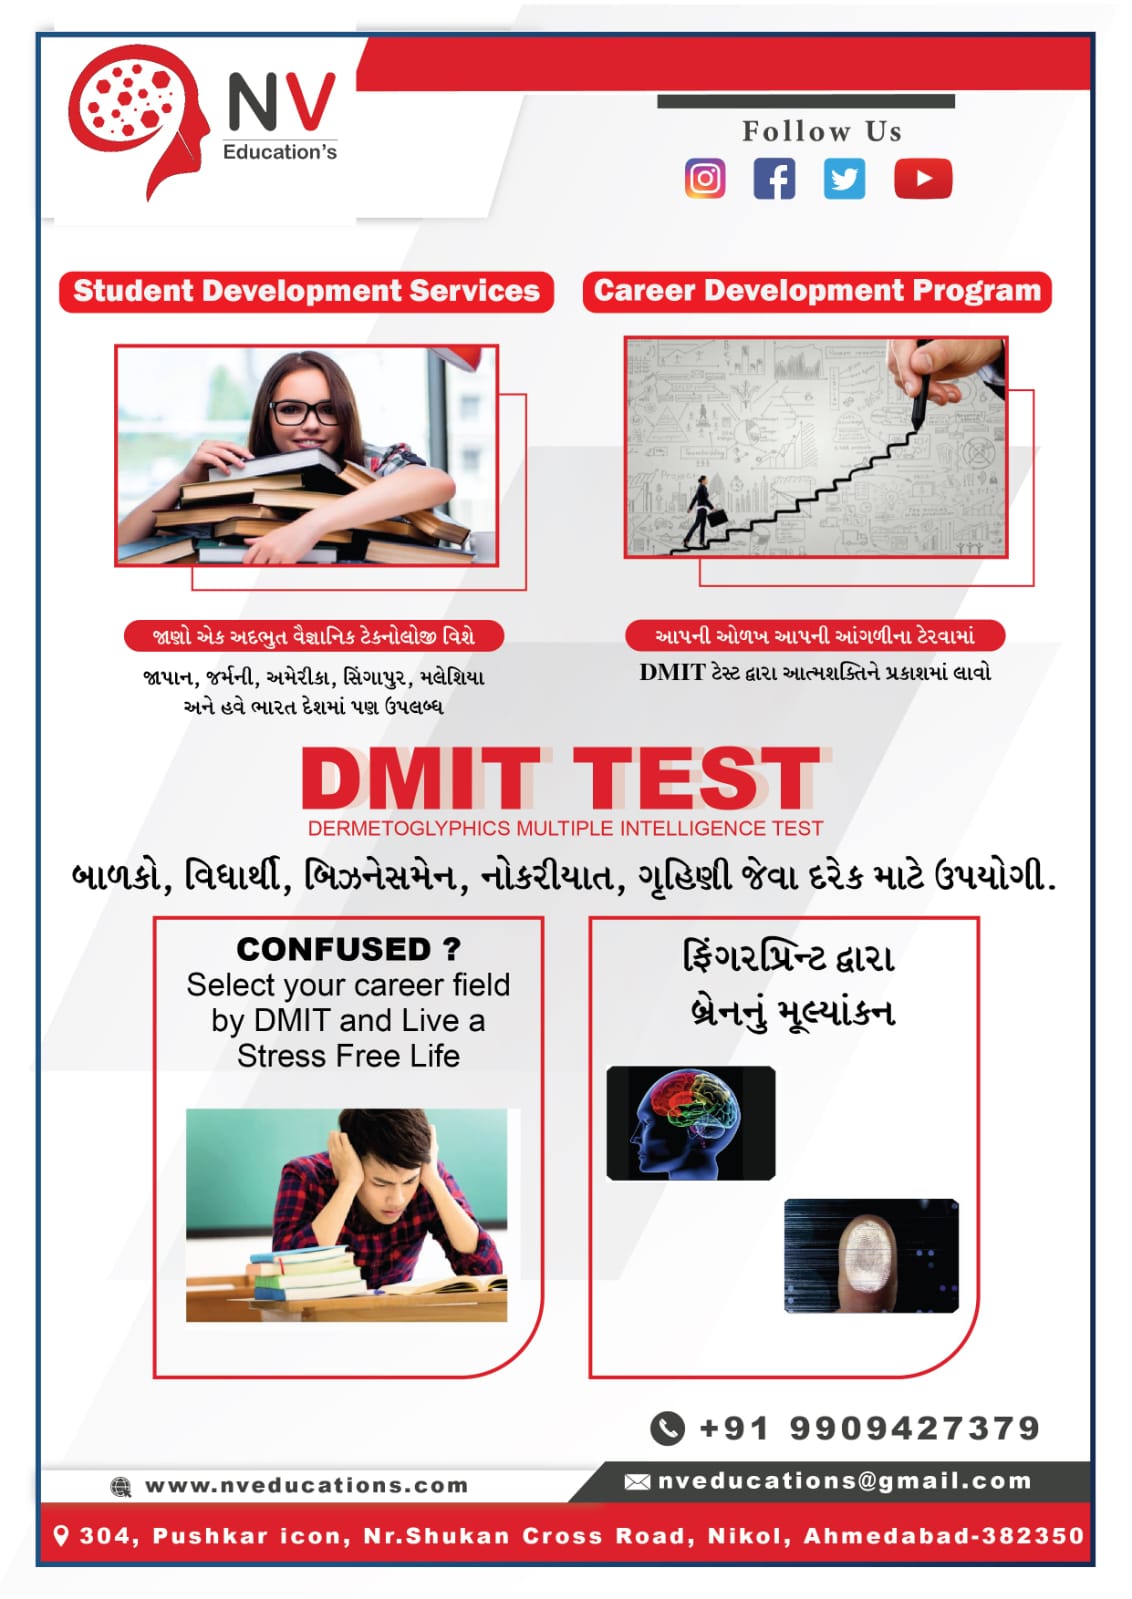 NV
Education's
Follow Us
Student Development Services
Career Development Program
જાણો એક અદભુત વૈજ્ઞાનિક ટેકનોલોજી વિશે
જાપાન, જર્મની, અમેરીકા, સિંગાપુર, મલેશિયા
અને હવે ભારત દેશમાં પણ ઉપલબ્ધ
આપની ઓળખ આપની આંગળીના ટેરવામાં
DMIT ટેસ્ટ દ્વારા આત્મશક્તિને પ્રકાશમાં લાવો
DMIT TEST
DERMETOGLYPHICS MULTIPLE INTELLIGENCE TEST
બાળકો, વિધાર્થી, બિઝનેસમેન, નોકરીયાત, ગૃહિણી જેવા દરેક માટે ઉપયોગી.
CONFUSED ?
Select your career field
by DMIT and Live a
Stress Free Life
ફિંગરપ્રિન્ટ દ્વારા
બ્રેનનું મૂલ્યાંકન
+91 9909427379
www.nveducations.com
nveducations@gmail.com
304, Pushkar icon, Nr.Shukan Cross Road, Nikol, Ahmedabad-382350